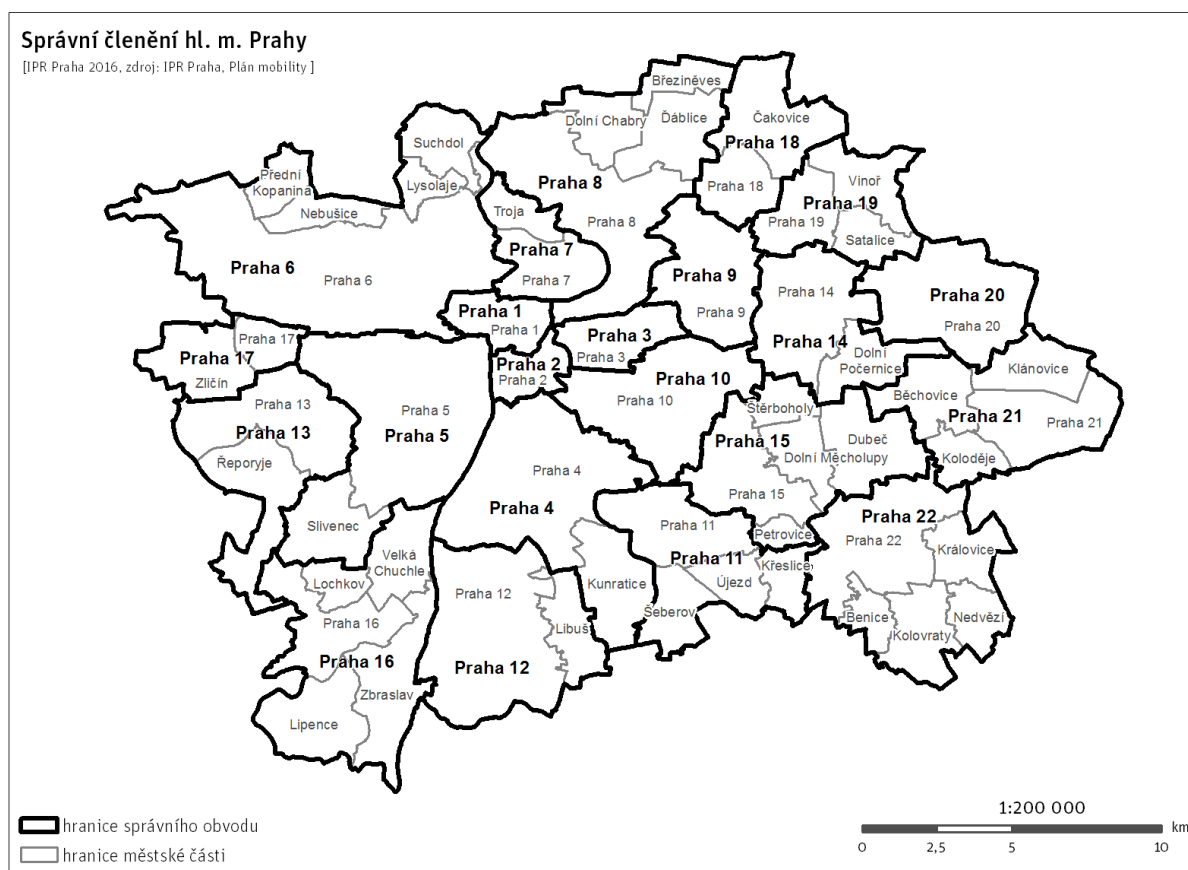 Správní členění hl. m. Prahy
[IPR Praha 2016, zdroj: IPR Praha, Plán mobility ]
Březiněves
Dolní Chabry
Ďáblice
Čakovice
Suchdol
Praha 18
Přední
Kopanina
Lysolaje
Praha 8
Praha 18
Vinoř
Nebušice
Troja
Praha 8
Praha 19
Praha 19
Satalice
Praha 7
Praha 6
Praha 6
Praha 7
Praha 9
Praha 14
Praha 20
Praha 1
Praha 1
Praha 9
Praha 20
Praha 17
Praha 17
Praha 3
Praha 3
Praha 14
Dolní
Počernice
Zličín
Praha 2
Praha 2
Praha 10
Praha 10
Klánovice
Běchovice
Praha 13
Praha 5
Štěrboholy
Praha 21
Praha 21
Praha 13
Praha 5
Praha 15
Dubeč
Řeporyje
Dolní Měcholupy
Koloděje
Praha 4
Praha 15
Praha 4
Slivenec
Praha 11
Petrovice
Praha 22
Praha 22
Velká
Chuchle
Praha 11
Královice
Lochkov
Kunratice
Újezd
Křeslice
Praha 12
Praha 16
Šeberov
Benice
Nedvězí
Libuš
Kolovraty
Praha 16
Praha 12
Zbraslav
Lipence
1:200 000
hranice správního obvodu
km
0 2,5 5 10
hranice městské části